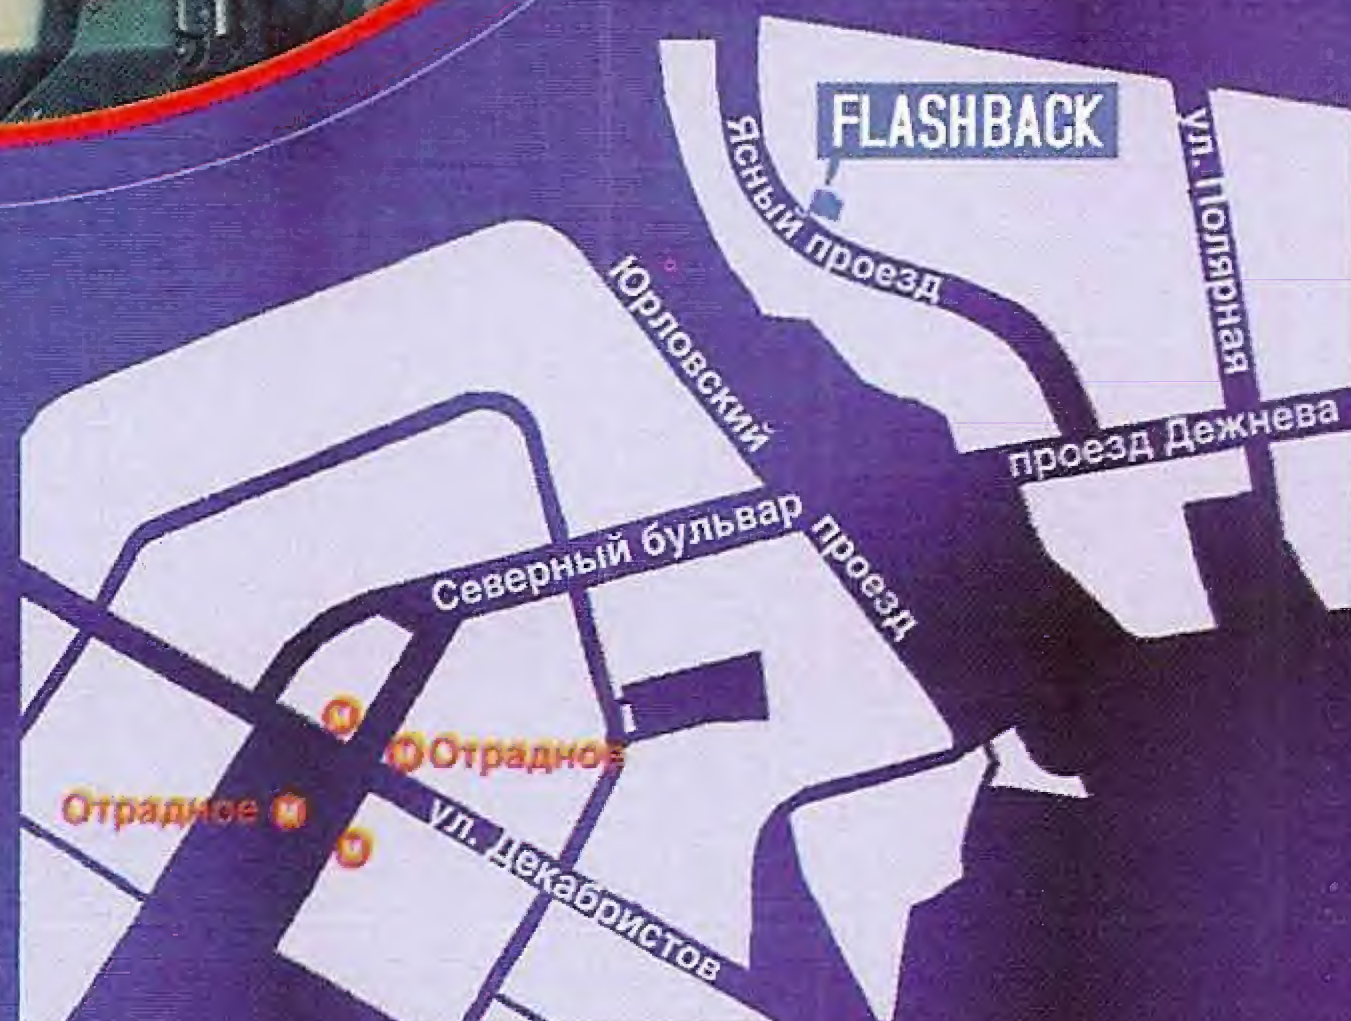 FLASHBACK
Ясный проезд
ул. Полярная
Юрловский проезд
проезд Дежнева
Северный бульвар
М
М Отрадное
Отрадное М
М
ул. Декабристов